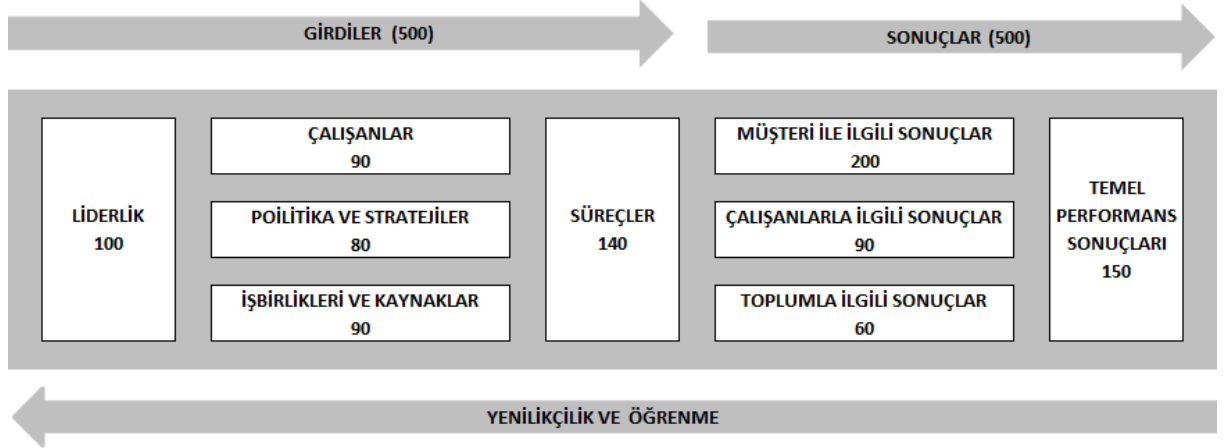 GİRDİLER (500)
SONUÇLAR (500)
LİDERLİK
100
ÇALIŞANLAR
90
POİLİTİKA VE STRATEJİLER
80
İŞBİRLİKLERİ VE KAYNAKLAR
90
SÜREÇLER
140
MÜŞTERİ İLE İLGİLİ SONUÇLAR
200
ÇALIŞANLARLA İLGİLİ SONUÇLAR
90
TOPLUMLA İLGİLİ SONUÇLAR
60
TEMEL
PERFORMANS
SONUÇLARI
150
YENİLİKÇİLİK VE ÖĞRENME